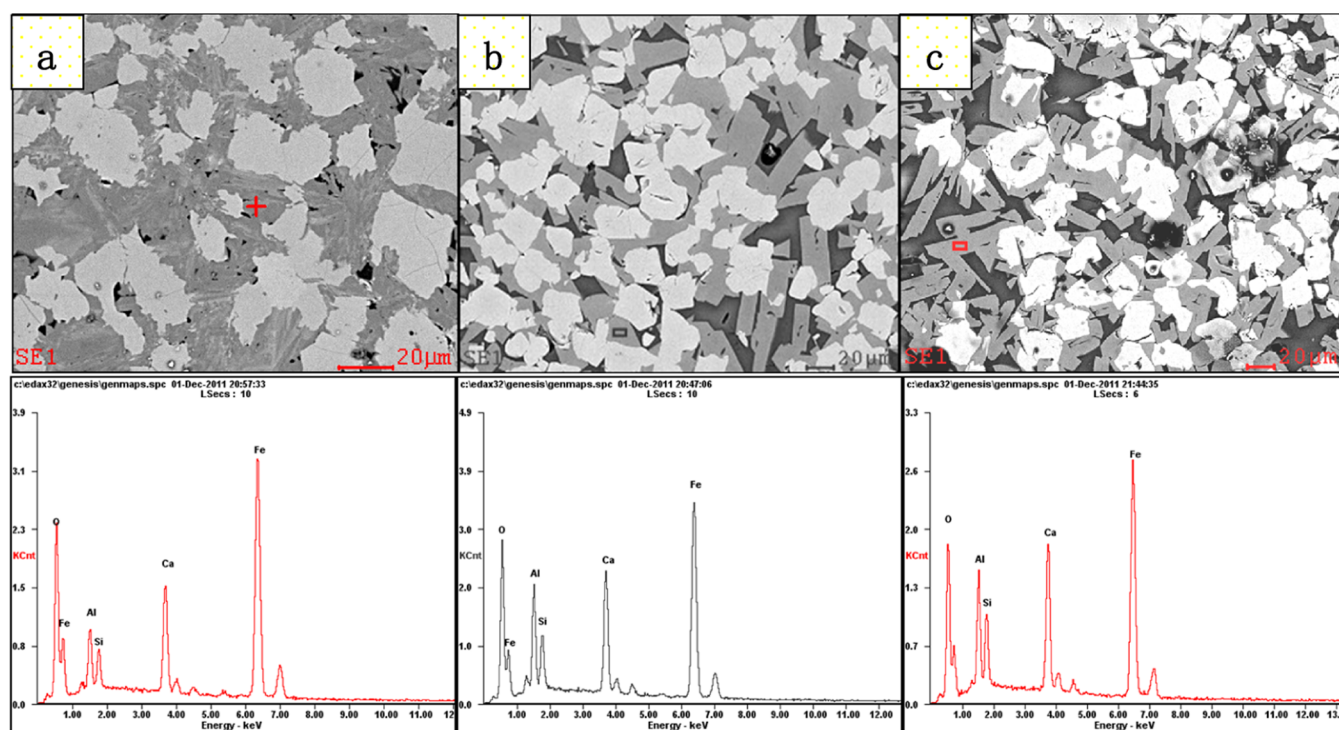 a
b
c
SE1
20µm
SE1
20µm
SE1
20µm
c:\edax32\genesis\genmaps.spc 01-Dec-2011 20:57:33
LSecs : 10
3.9
3.1
2.3
KCnt
1.5
0.8
0.0
O
Fe
Al
Si
Ca
Fe
1.00 2.00 3.00 4.00 5.00 6.00 7.00 8.00 9.00 10.00 11.00
Energy - keV
c:\edax32\genesis\genmaps.spc 01-Dec-2011 20:47:06
LSecs : 10
4.9
3.9
3.0
KCnt
2.0
1.0
0.0
O
Fe
Al
Si
Ca
Fe
1.00 2.00 3.00 4.00 5.00 6.00 7.00 8.00 9.00 10.00 11.00 12.00
Energy - keV
c:\edax32\genesis\genmaps.spc 01-Dec-2011 21:44:35
LSecs : 6
3.3
2.6
2.0
KCnt
1.3
0.7
0.0
O
Al
Si
Ca
Fe
1.00 2.00 3.00 4.00 5.00 6.00 7.00 8.00 9.00 10.00 11.00 12.00
Energy - keV